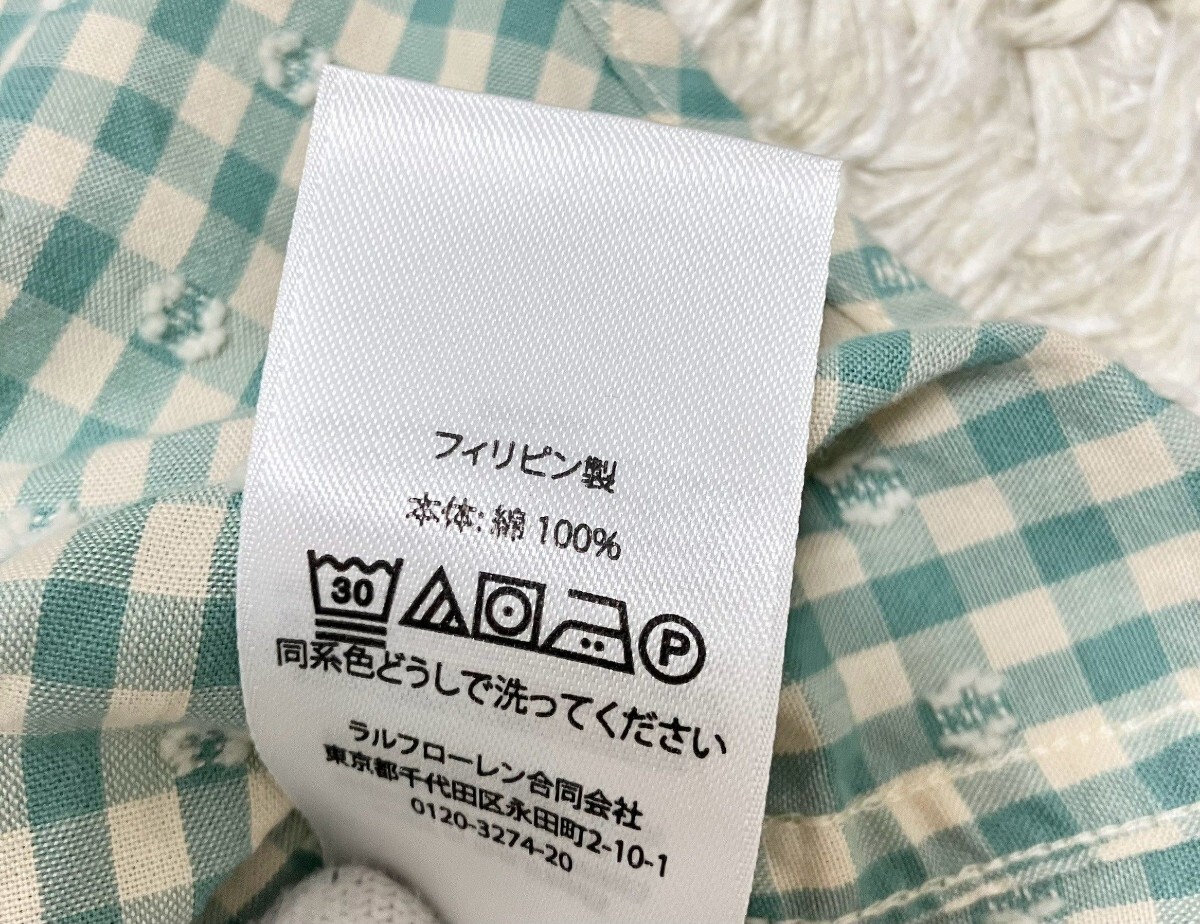 フィリピン製
本体: 綿 100%
30 P
同系色どうしで洗ってください
ラルフローレン合同会社
東京都千代田区永田町2-10-1
0120-3274-20